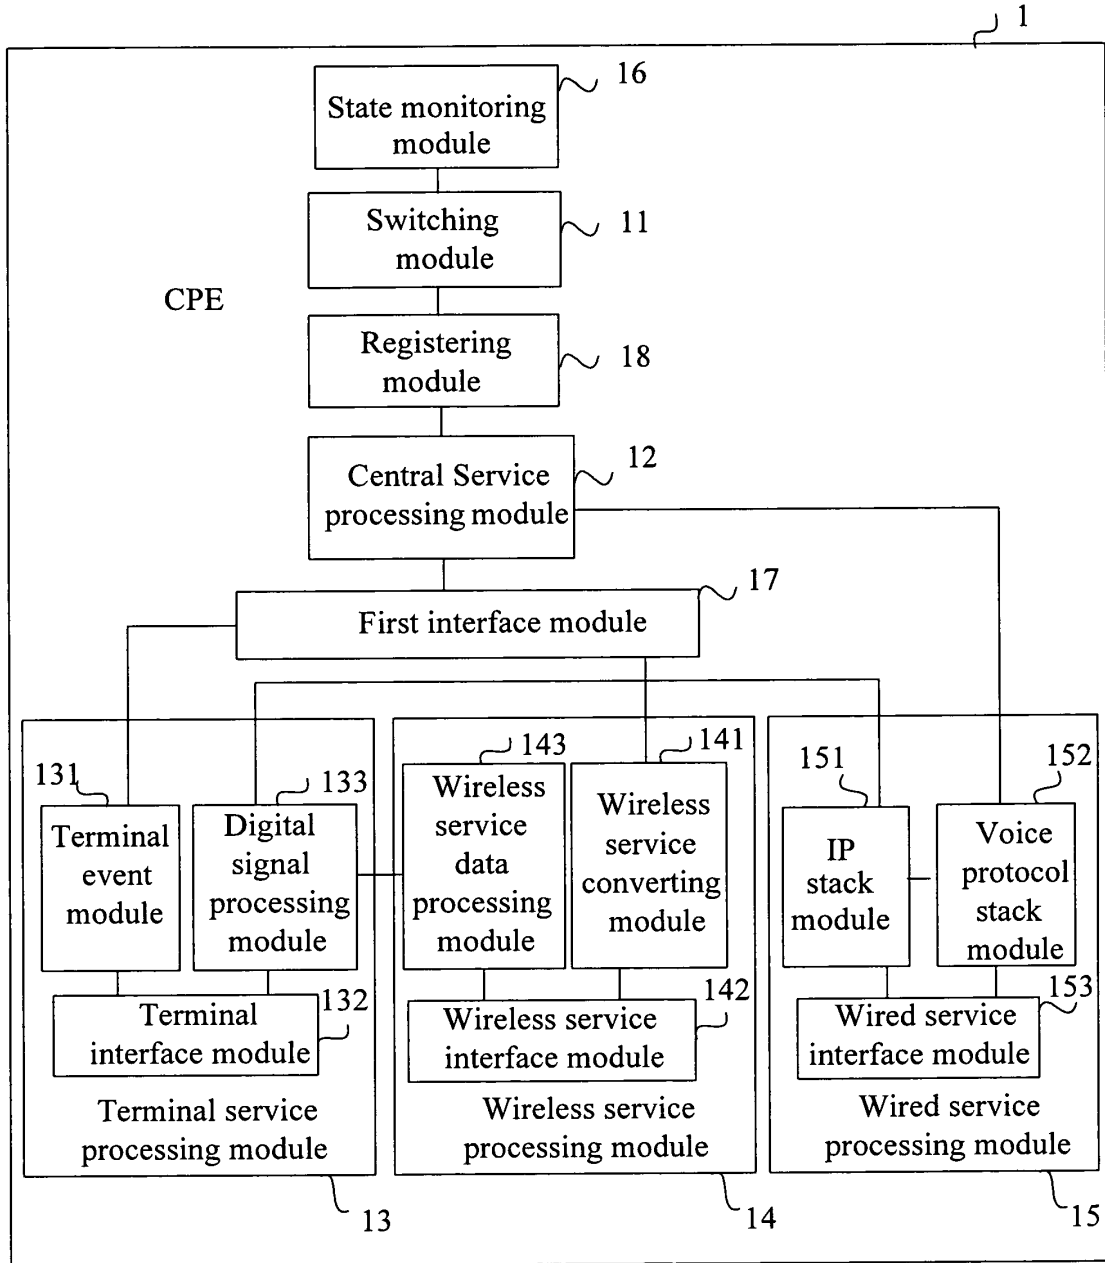 1
16
State monitoring
module
Switching
module
11
CPE
Registering
module
18
12
Central Service
processing module
17
First interface module
131
133
143
141
151
152
Terminal
event
module
Digital
signal
processing
module
Wireless
service
data
processing
module
Wireless
service
converting
module
IP
stack
module
Voice
protocol
stack
module
Terminal
interface module
132
Wireless service
interface module
142
Wired service
interface module
153
Terminal service
processing module
Wireless service
processing module
Wired service
processing module
13
14
15